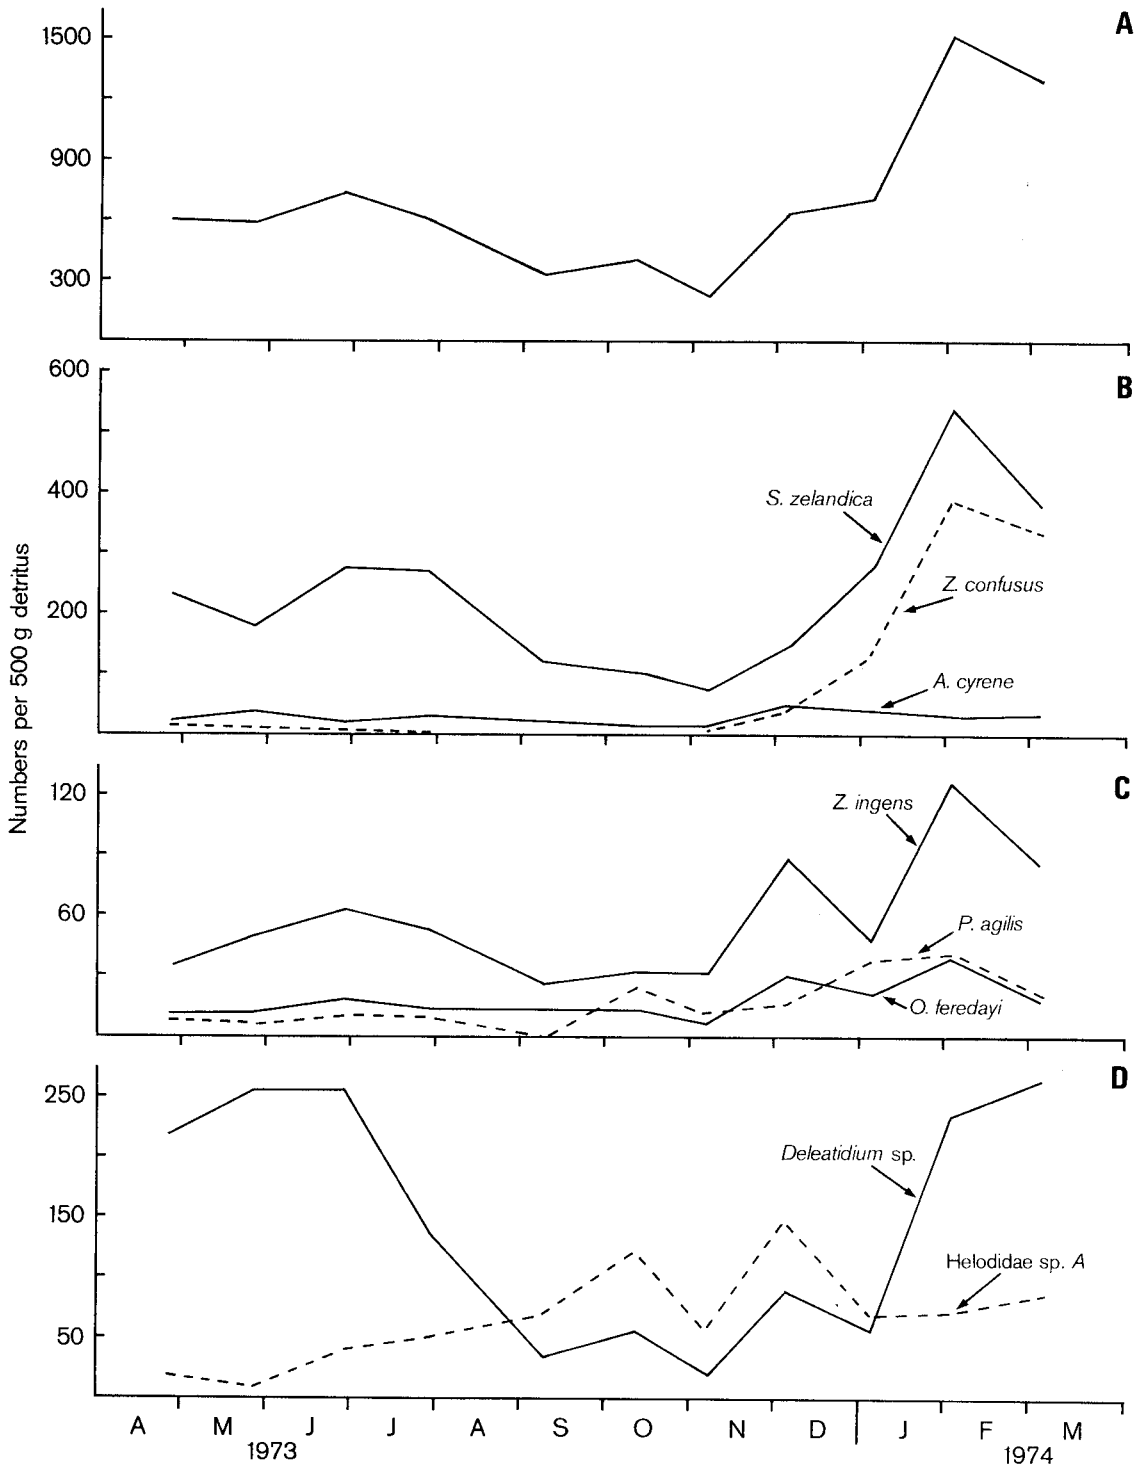 A
1500
900
300
B
600
400
200
S. zelandica
Z. confusus
A. cyrene
Numbers per 500 g detritus
C
120
60
Z. ingens
P. agilis
O. feredayi
D
250
150
50
Deleatidium sp.
Helodidae sp. A
A M J J A S O N D J F M
1973 1974